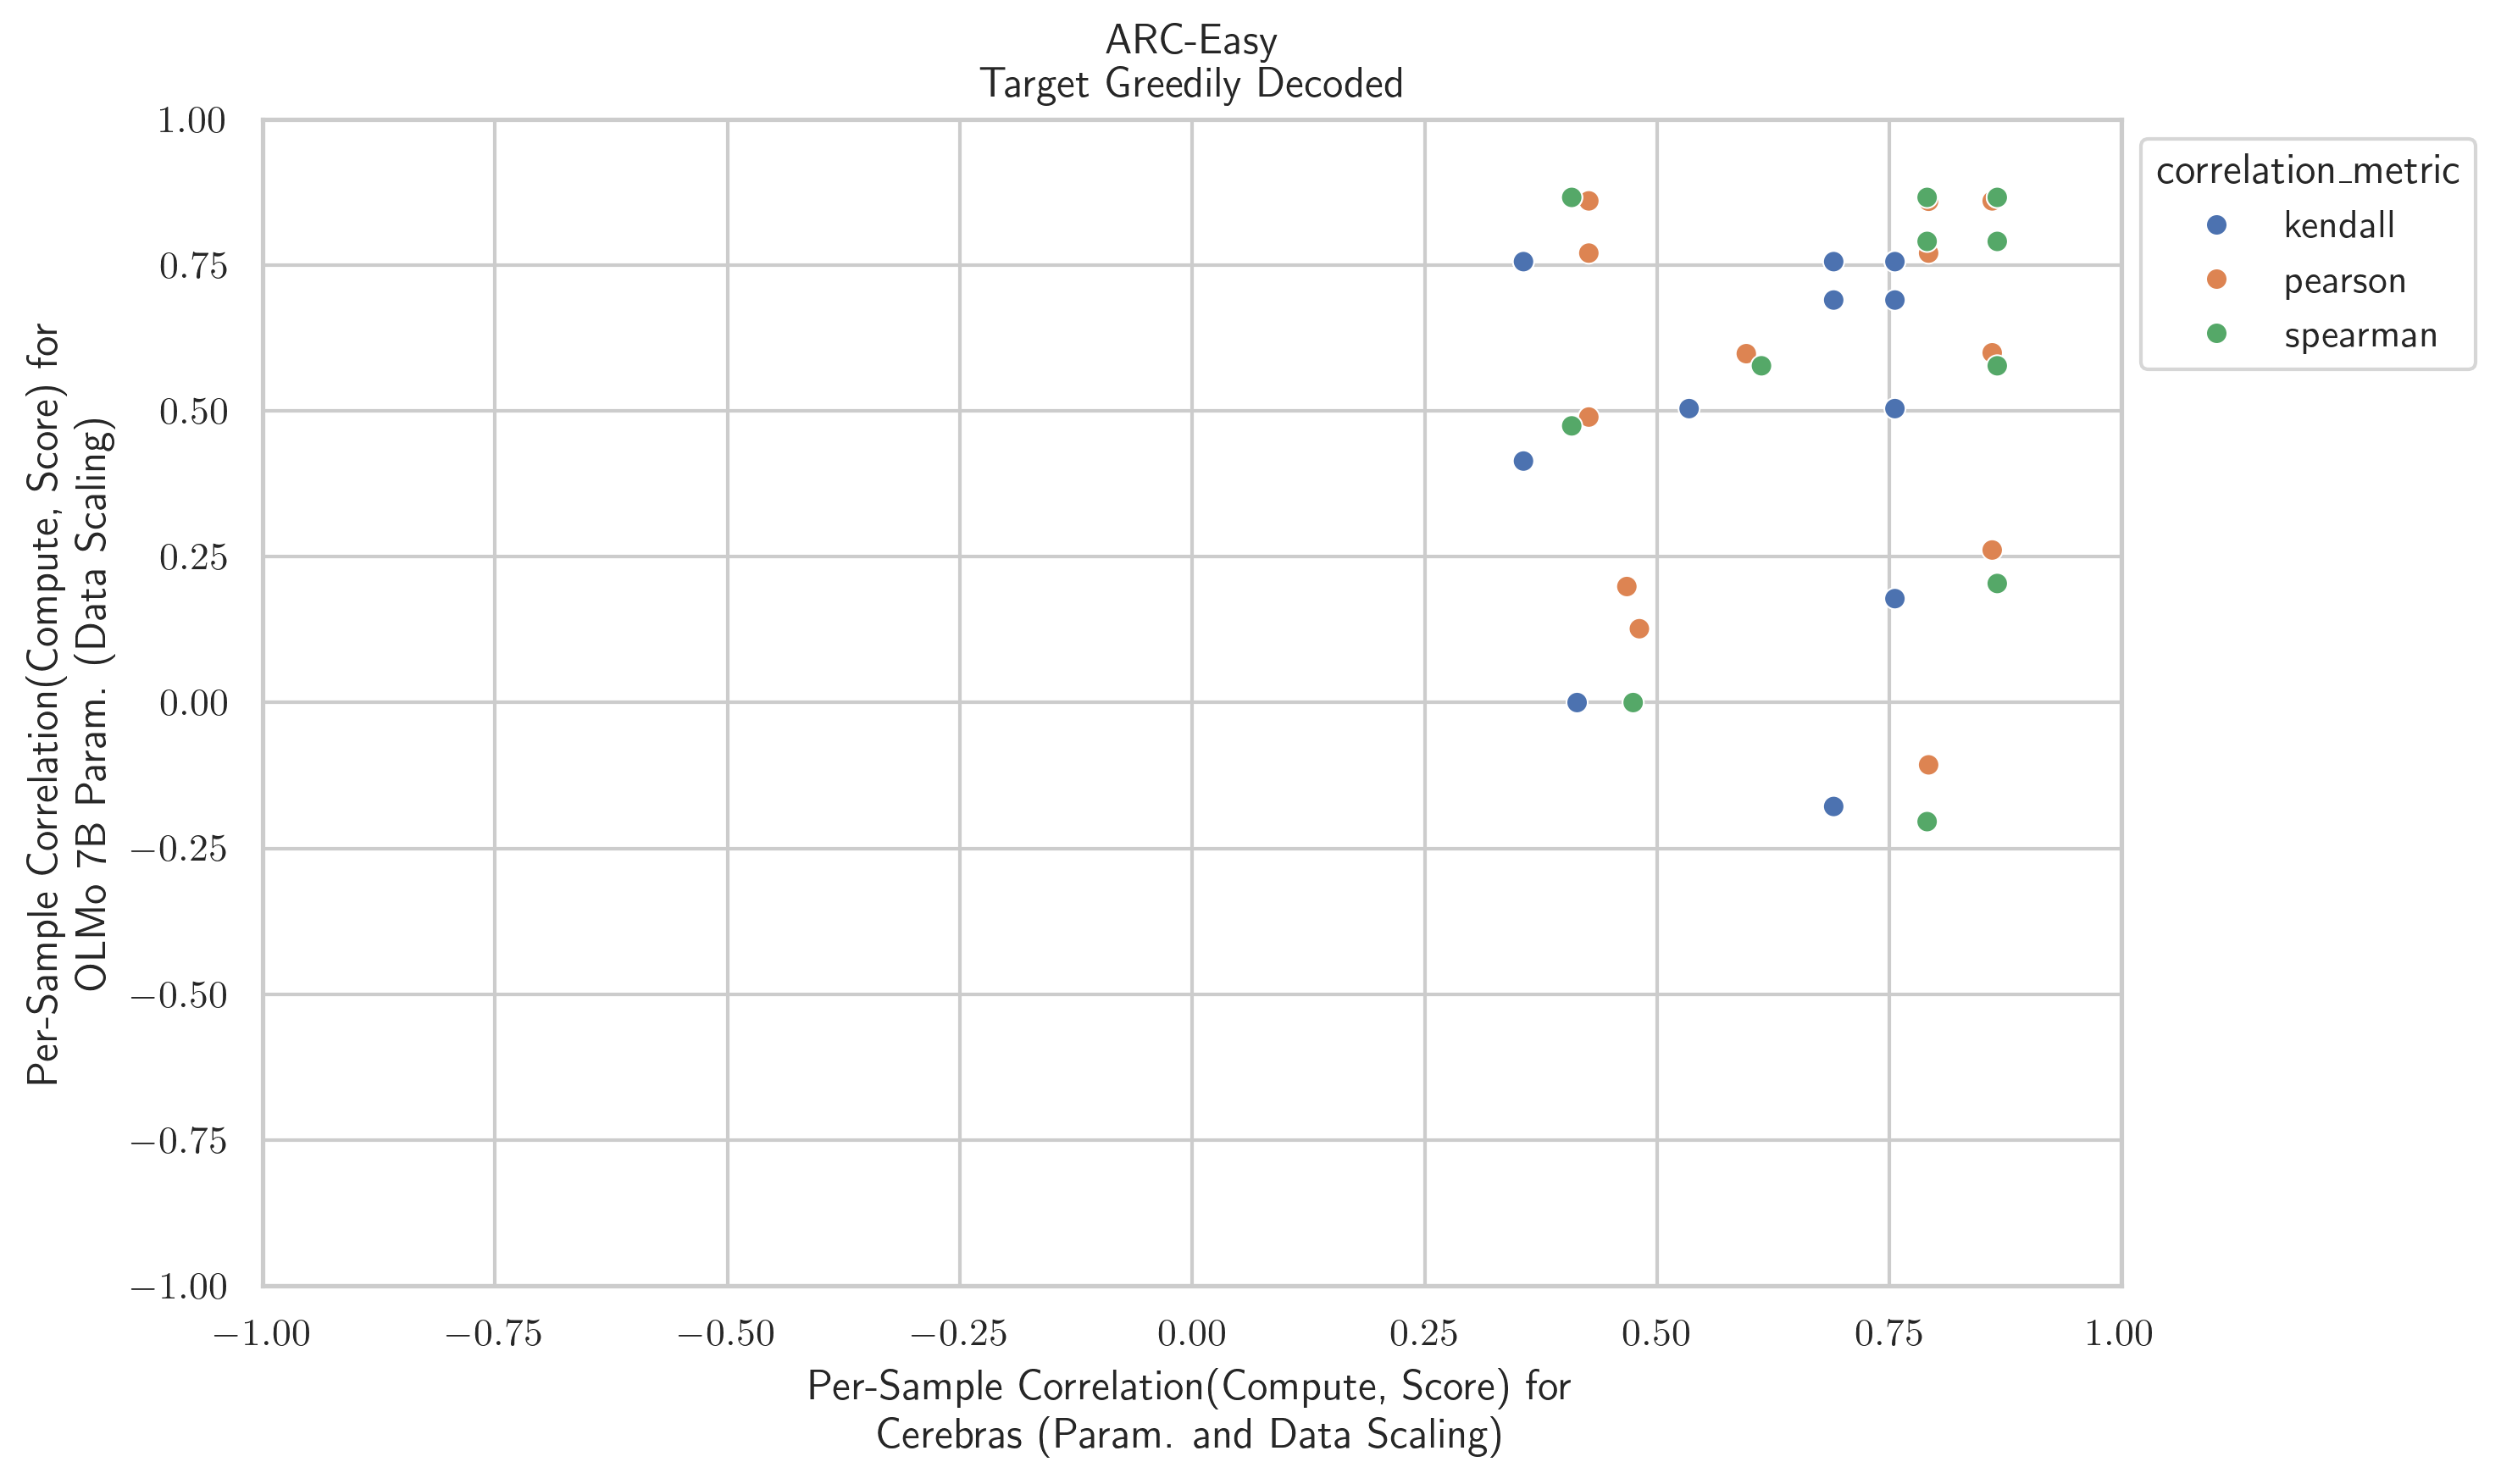 ARC-Easy
Target Greedily Decoded
Per-Sample Correlation(Compute, Score) for
OLMo 7B Param. (Data Scaling)
1.00
0.75
0.50
0.25
0.00
−0.25
−0.50
−0.75
−1.00
−1.00 −0.75 −0.50 −0.25 0.00 0.25 0.50 0.75 1.00
Per-Sample Correlation(Compute, Score) for
Cerebras (Param. and Data Scaling)
correlation_metric
kendall
pearson
spearman